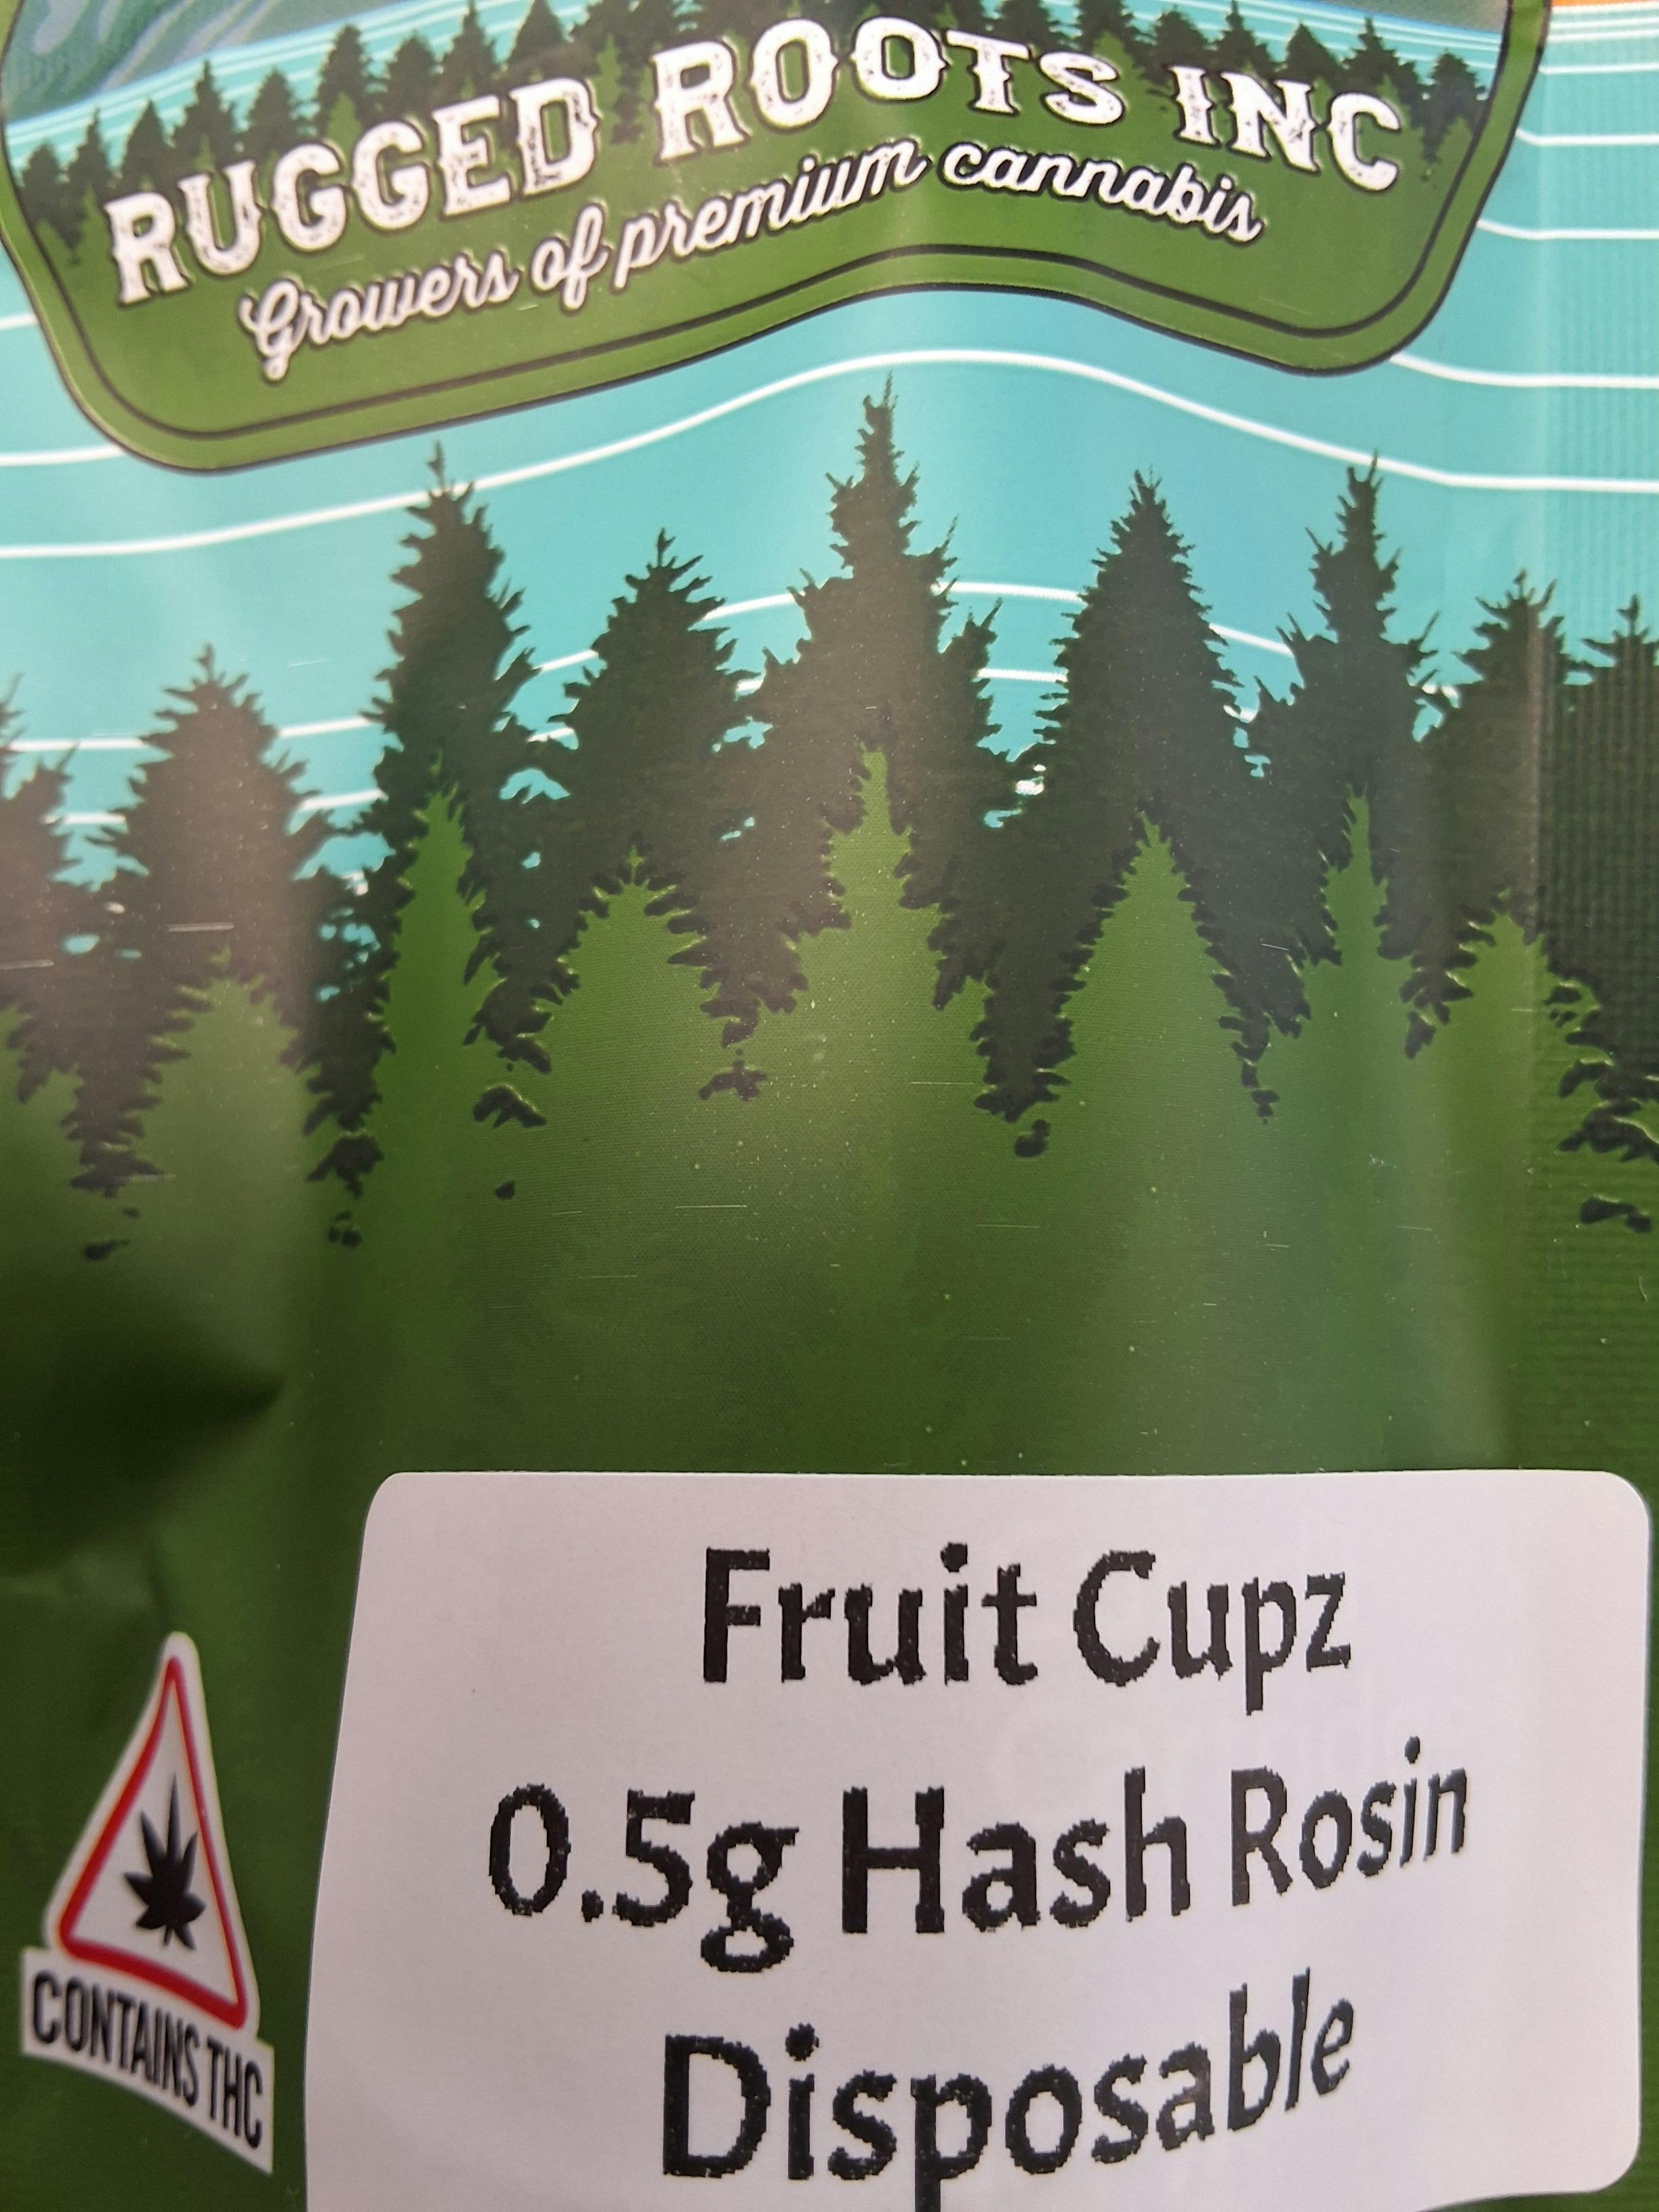 RUGGED ROOTS INC
Growers of premium cannabis
Fruit Cupz
0.5g Hash Rosin
Disposable
CONTAINS THC